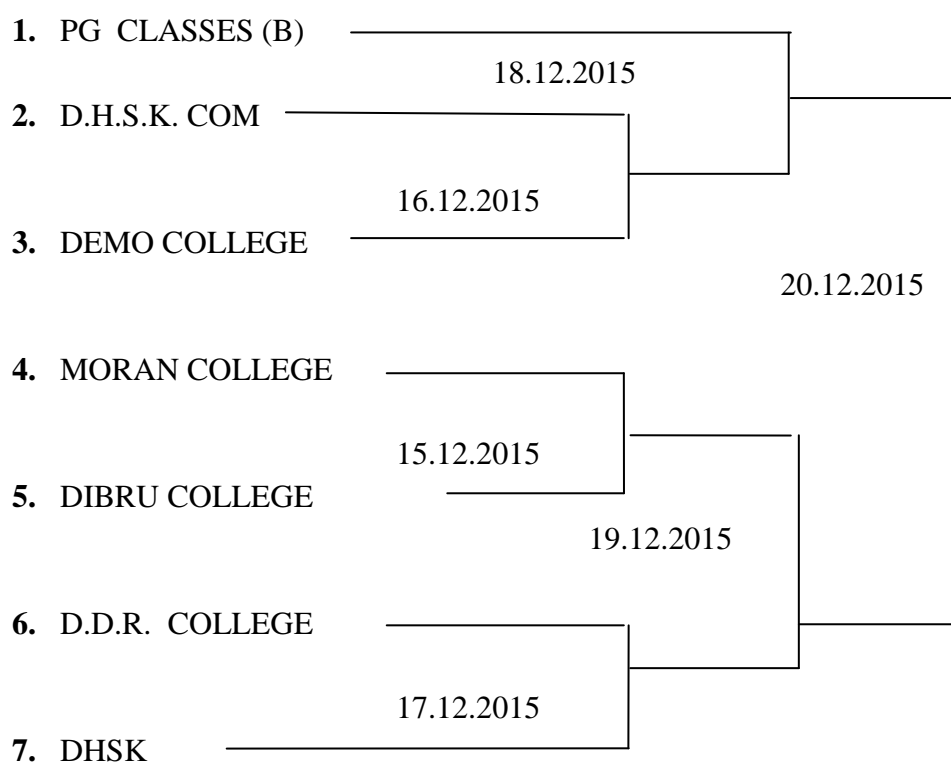 1. PG CLASSES (B)
18.12.2015
2. D.H.S.K. COM
16.12.2015
3. DEMO COLLEGE
20.12.2015
4. MORAN COLLEGE
15.12.2015
5. DIBRU COLLEGE
19.12.2015
6. D.D.R. COLLEGE
17.12.2015
7. DHSK